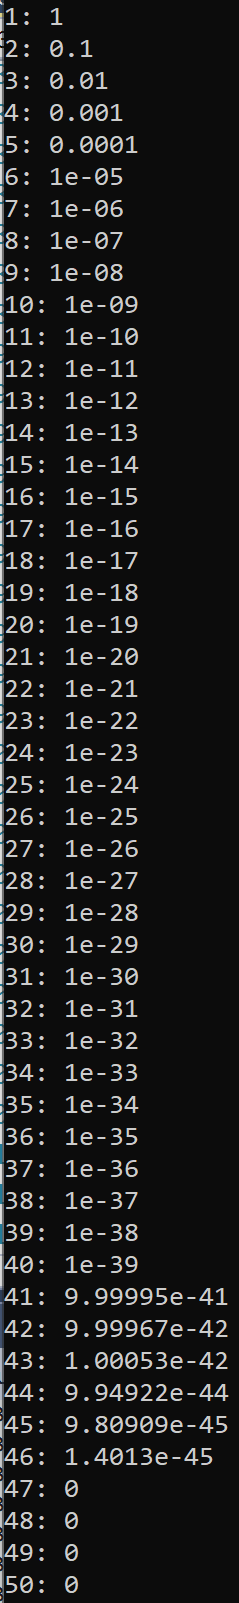 1: 1
2: 0.1
3: 0.01
4: 0.001
5: 0.0001
6: 1e-05
7: 1e-06
8: 1e-07
9: 1e-08
10: 1e-09
11: 1e-10
12: 1e-11
13: 1e-12
14: 1e-13
15: 1e-14
16: 1e-15
17: 1e-16
18: 1e-17
19: 1e-18
20: 1e-19
21: 1e-20
22: 1e-21
23: 1e-22
24: 1e-23
25: 1e-24
26: 1e-25
27: 1e-26
28: 1e-27
29: 1e-28
30: 1e-29
31: 1e-30
32: 1e-31
33: 1e-32
34: 1e-33
35: 1e-34
36: 1e-35
37: 1e-36
38: 1e-37
39: 1e-38
40: 1e-39
41: 9.99995e-41
42: 9.99967e-42
43: 1.00053e-42
44: 9.94922e-44
45: 9.80909e-45
46: 1.4013e-45
47: 0
48: 0
49: 0
50: 0